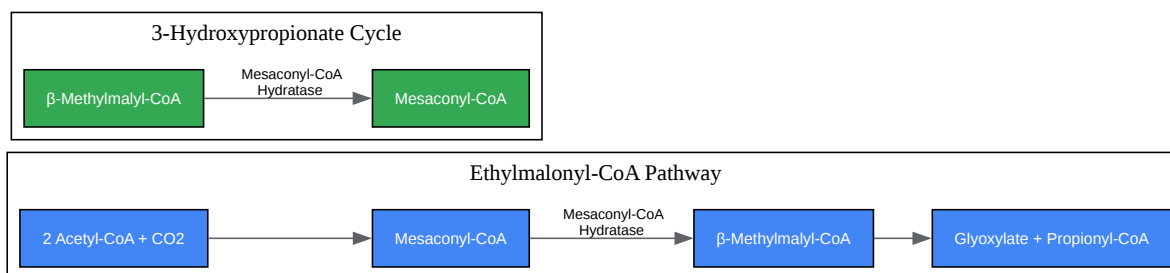 3-Hydroxypropionate Cycle
β-Methylmalyl-CoA
Mesaconyl-CoA
Hydratase
Mesaconyl-CoA
Ethylmalonyl-CoA Pathway
2 Acetyl-CoA + CO2
Mesaconyl-CoA
Mesaconyl-CoA
Hydratase
β-Methylmalyl-CoA
Glyoxylate + Propionyl-CoA